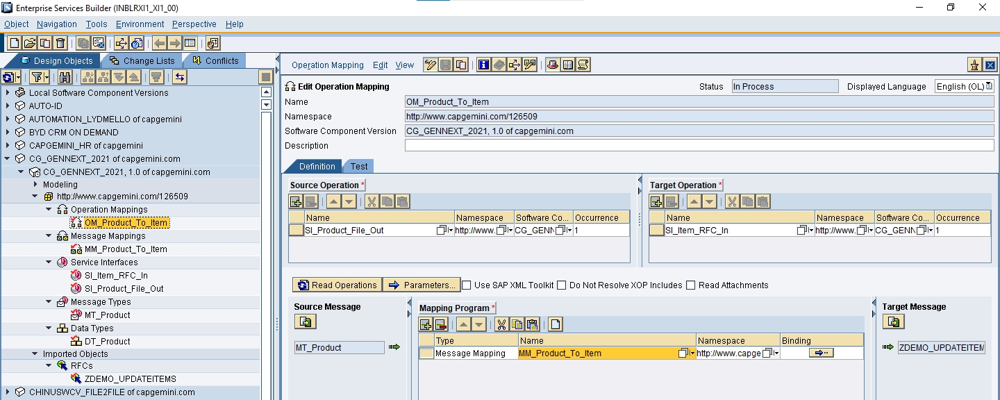 Enterprise Services Builder (INBLRXI1_XI1_00)
Object Navigation Tools Environment Perspective Help
Design Objects Change Lists Conflicts
Local Software Component Versions
AUTO-ID
AUTOMATION_LYDMELLO of capgemini
BYD CRM ON DEMAND
CAPGEMINI_HR of capgemini
CG_GENNEXT_2021 of capgemini.com
CG_GENNEXT_2021, 1.0 of capgemini.com
Modeling
http://www.capgemini.com/126509
Operation Mappings
OM_Product_To_Item
Message Mappings
MM_Product_To_Item
Service Interfaces
SI_Item_RFC_In
SI_Product_File_Out
Message Types
MT_Product
Data Types
DT_Product
Imported Objects
RFCs
ZDEMO_UPDATEITEMS
CHINUSWCV_FILE2FILE of capgemini.com
Operation Mapping Edit View
Edit Operation Mapping Status In Process Displayed Language English (OL)
Name OM_Product_To_Item
Namespace http://www.capgemini.com/126509
Software Component Version CG_GENNEXT_2021, 1.0 of capgemini.com
Description
Definition Test
Source Operation *
Name Namespace Software Co... Occurrence
SI_Product_File_Out http://www. CG_GENN 1
Target Operation *
Name Namespace Software Co... Occurrence
SI_Item_RFC_In http://www. CG_GENN 1
Read Operations Parameters... Use SAP XML Toolkit Do Not Resolve XOP Includes Read Attachments
Source Message
MT_Product
Mapping Program *
Type Name Namespace Binding
Message Mapping MM_Product_To_Item http://www.capge
Target Message
ZDEMO_UPDATEITEM